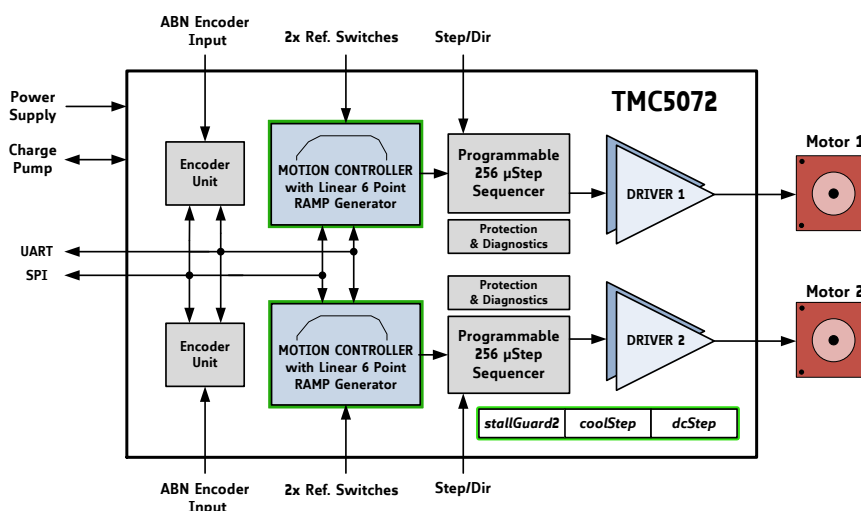 ABN Encoder
Input
2x Ref. Switches
Step/Dir
TMC5072
Power
Supply
Charge
Pump
Encoder
Unit
MOTION CONTROLLER
with Linear 6 Point
RAMP Generator
Programmable
256 µStep
Sequencer
DRIVER 1
Motor 1
Protection
& Diagnostics
UART
SPI
Protection
& Diagnostics
Encoder
Unit
MOTION CONTROLLER
with Linear 6 Point
RAMP Generator
Programmable
256 µStep
Sequencer
DRIVER 2
Motor 2
stallGuard2
coolStep
dcStep
ABN Encoder
Input
2x Ref. Switches
Step/Dir